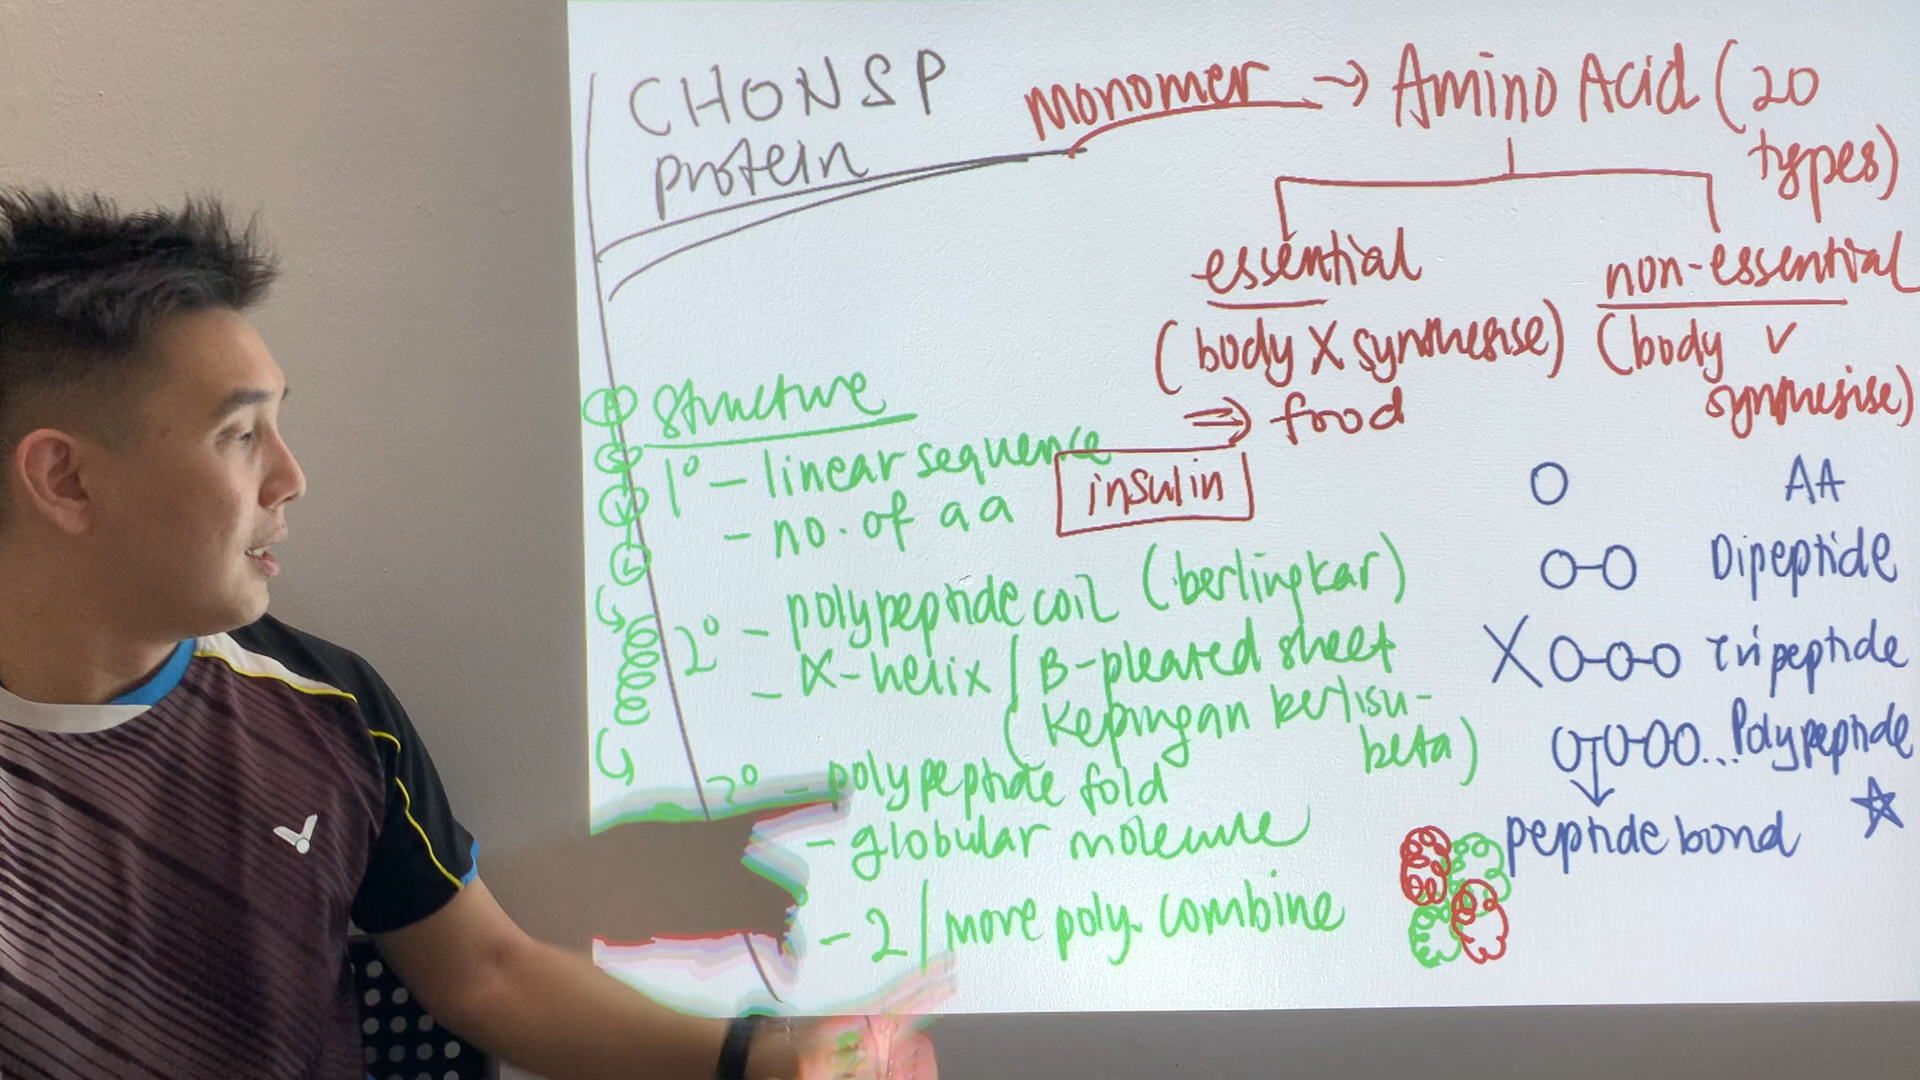 CHONSP
protein
monomer → Amino Acid (20
types)
essential
(body X synthesise)
⇒ food
non-essential
(body ✓
synthesise)
Structure
1° - linear sequence
- no. of aa
insulin
2° - polypeptide coil (berlingkar)
- α-helix / B-pleated sheet
(Kepingan berlisu-
beta)
3° - polypeptide fold
- globular molecule
- 2/more poly. combine
O AA
O-O Dipeptide
X O-O-O Tripeptide
O-O-O-O... Polypeptide
peptide bond